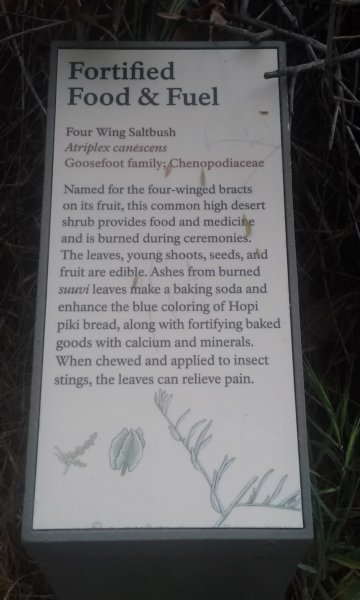 Fortified
Food & Fuel
Four Wing Saltbush
Atriplex canescens
Goosefoot family; Chenopodiaceae
Named for the four-winged bracts
on its fruit, this common high desert
shrub provides food and medicine
and is burned during ceremonies.
The leaves, young shoots, seeds, and
fruit are edible. Ashes from burned
suuvi leaves make a baking soda and
enhance the blue coloring of Hopi
piki bread, along with fortifying baked
goods with calcium and minerals.
When chewed and applied to insect
stings, the leaves can relieve pain.